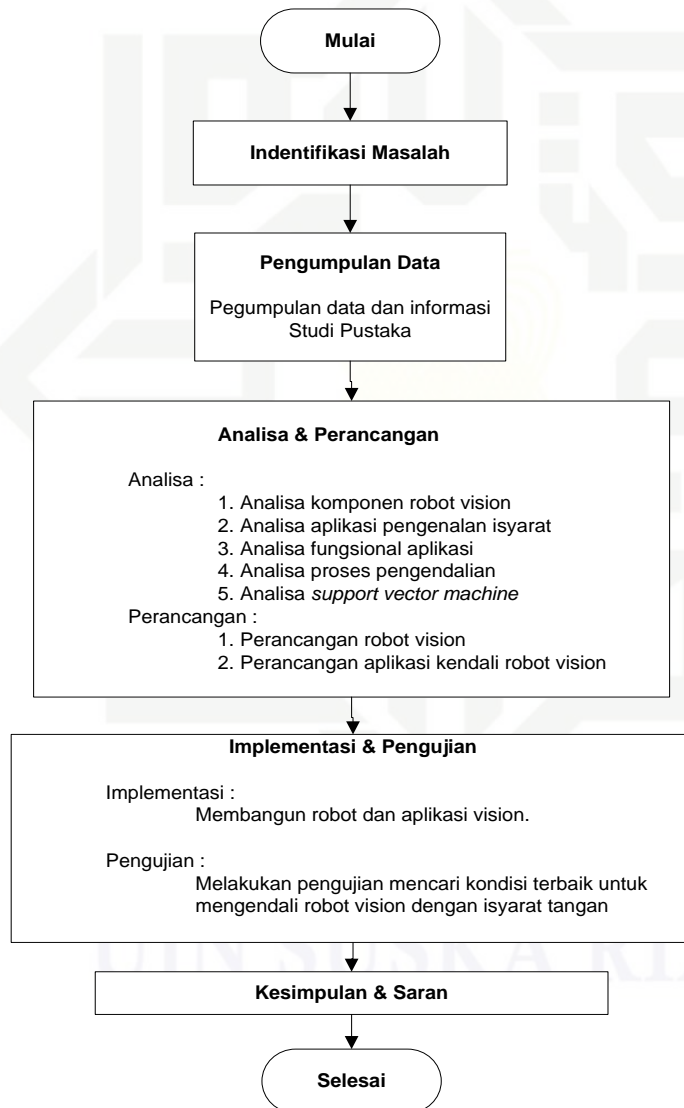 Mulai
Indentifikasi Masalah
Pengumpulan Data
Pegumpulan data dan informasi
Studi Pustaka
Analisa & Perancangan
Analisa :
1. Analisa komponen robot vision
2. Analisa aplikasi pengenalan isyarat
3. Analisa fungsional aplikasi
4. Analisa proses pengendalian
5. Analisa support vector machine
Perancangan :
1. Perancangan robot vision
2. Perancangan aplikasi kendali robot vision
Implementasi & Pengujian
Implementasi :
Membangun robot dan aplikasi vision.
Pengujian :
Melakukan pengujian mencari kondisi terbaik untuk
mengendali robot vision dengan isyarat tangan
UIN SUSKA RI
Kesimpulan & Saran
Selesai